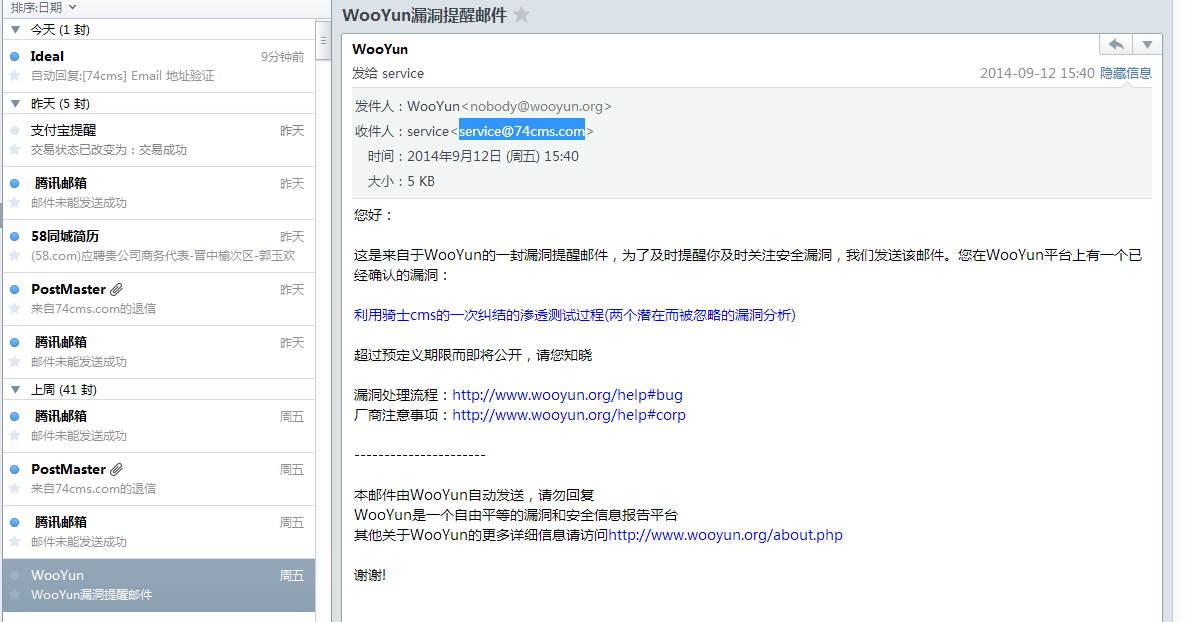 排序:日期
今天 (1 封)
Ideal 9分钟前
自动回复:[74cms] Email 地址验证
昨天 (5 封)
支付宝提醒 昨天
交易状态已改变为：交易成功
腾讯邮箱 昨天
邮件未能发送成功
58同城简历 昨天
(58.com)应聘贵公司商务代表-晋中榆次区-郭玉欢
PostMaster 昨天
来自74cms.com的退信
腾讯邮箱 昨天
邮件未能发送成功
上周 (41 封)
腾讯邮箱 周五
邮件未能发送成功
PostMaster 周五
来自74cms.com的退信
腾讯邮箱 周五
邮件未能发送成功
WooYun 周五
WooYun漏洞提醒邮件
WooYun漏洞提醒邮件
WooYun
发给 service 2014-09-12 15:40 隐藏信息
发件人：WooYun<nobody@wooyun.org>
收件人：service<service@74cms.com>
时间：2014年9月12日 (周五) 15:40
大小：5 KB
您好：
这是来自于WooYun的一封漏洞提醒邮件，为了及时提醒你及时关注安全漏洞，我们发送该邮件。您在WooYun平台上有一个已
经确认的漏洞：
利用骑士cms的一次纠结的渗透测试过程(两个潜在而被忽略的漏洞分析)
超过预定义期限而即将公开，请您知晓
漏洞处理流程：http://www.wooyun.org/help#bug
厂商注意事项：http://www.wooyun.org/help#corp
----------------------
本邮件由WooYun自动发送，请勿回复
WooYun是一个自由平等的漏洞和安全信息报告平台
其他关于WooYun的更多详细信息请访问http://www.wooyun.org/about.php
谢谢!